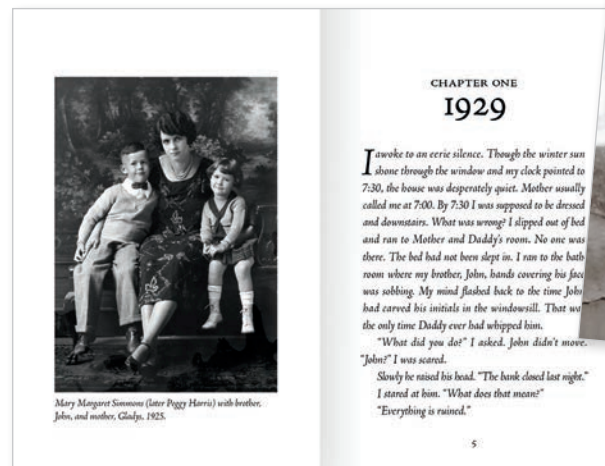 Mary Margaret Simmons (later Peggy Harris) with brother,
John, and mother, Gladys, 1925.
CHAPTER ONE
1929
I awoke to an eerie silence. Though the winter sun
shone through the window and my clock pointed to
7:30, the house was desperately quiet. Mother usually
called me at 7:00. By 7:30 I was supposed to be dressed
and downstairs. What was wrong? I slipped out of bed
and ran to Mother and Daddy's room. No one was
there. The bed had not been slept in. I ran to the bath
room where my brother, John, hands covering his face
was sobbing. My mind flashed back to the time John
had carved his initials in the windowsill. That was
the only time Daddy ever had whipped him.
"What did you do?" I asked. John didn't move.
"John?" I was scared.
Slowly he raised his head. "The bank closed last night."
I stared at him. "What does that mean?"
"Everything is ruined."
5